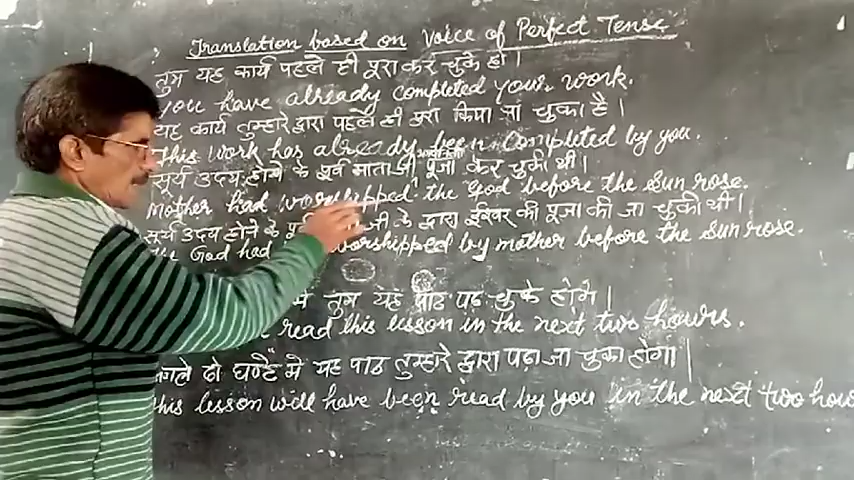 Translation based on Voice of Perfect Tense
तुम यह कार्य पहले ही पूरा कर चुके हो।
You have already completed your work.
यह कार्य तुम्हारे द्वारा पहले ही पूरा किया जा चुका है।
This work has already been completed by you.
सूर्य उदय होने के पूर्व माता जी पूजा कर चुकी थी।
Mother had worshipped the God before the Sun rose.
सूर्य उदय होने के जी के द्वारा ईश्वर की पूजा की जा चुकी थी।
the God had worshipped by mother before the Sun rose.
में तुम यह पाठ पढ़ चुके होगे।
read this lesson in the next two hours.
अगले दो घण्टे में यह पाठ तुम्हारे द्वारा पढ़ा जा चुका होगा।
This lesson will have been read by you in the next two hou